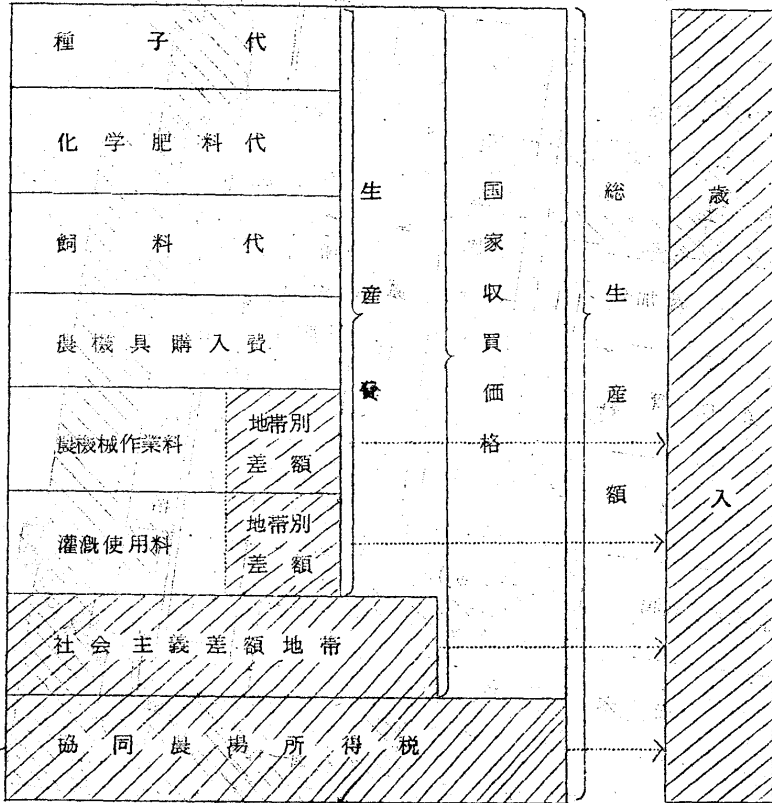 種子代
化学肥料代
飼料代
農機具購入費
農機械作業料
地帯別
差額
灌漑使用料
地帯別
差額
社会主義差額地帯
協同農場所得税
生産費
国家収買価格
総生産額
歳入